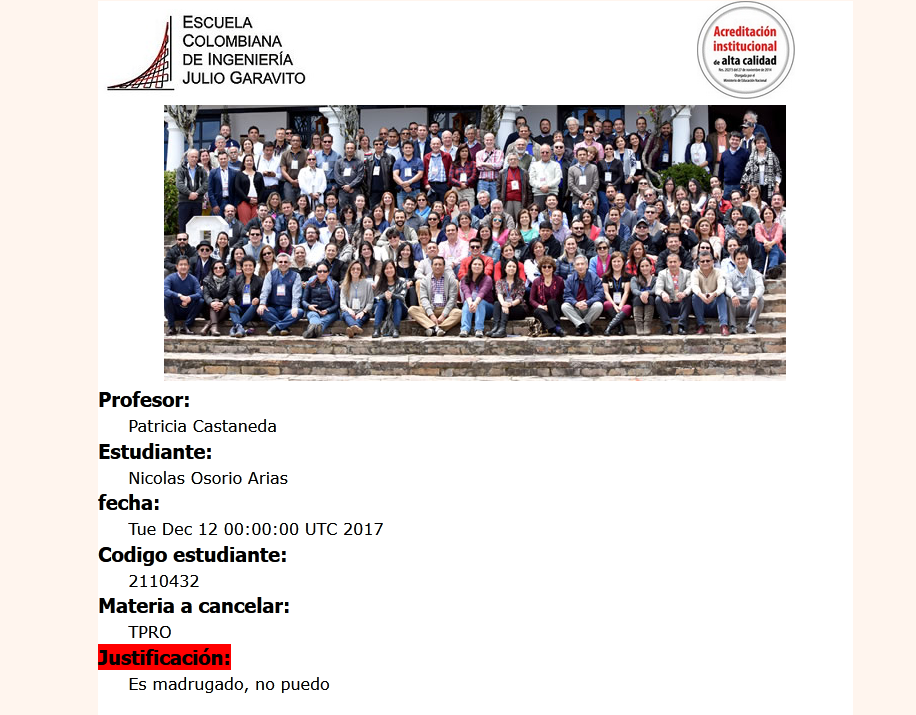 ESCUELA
COLOMBIANA
DE INGENIERÍA
JULIO GARAVITO
Acreditación
institucional
de alta calidad
Profesor:
Patricia Castaneda
Estudiante:
Nicolas Osorio Arias
fecha:
Tue Dec 12 00:00:00 UTC 2017
Codigo estudiante:
2110432
Materia a cancelar:
TPRO
Justificación:
Es madrugado, no puedo